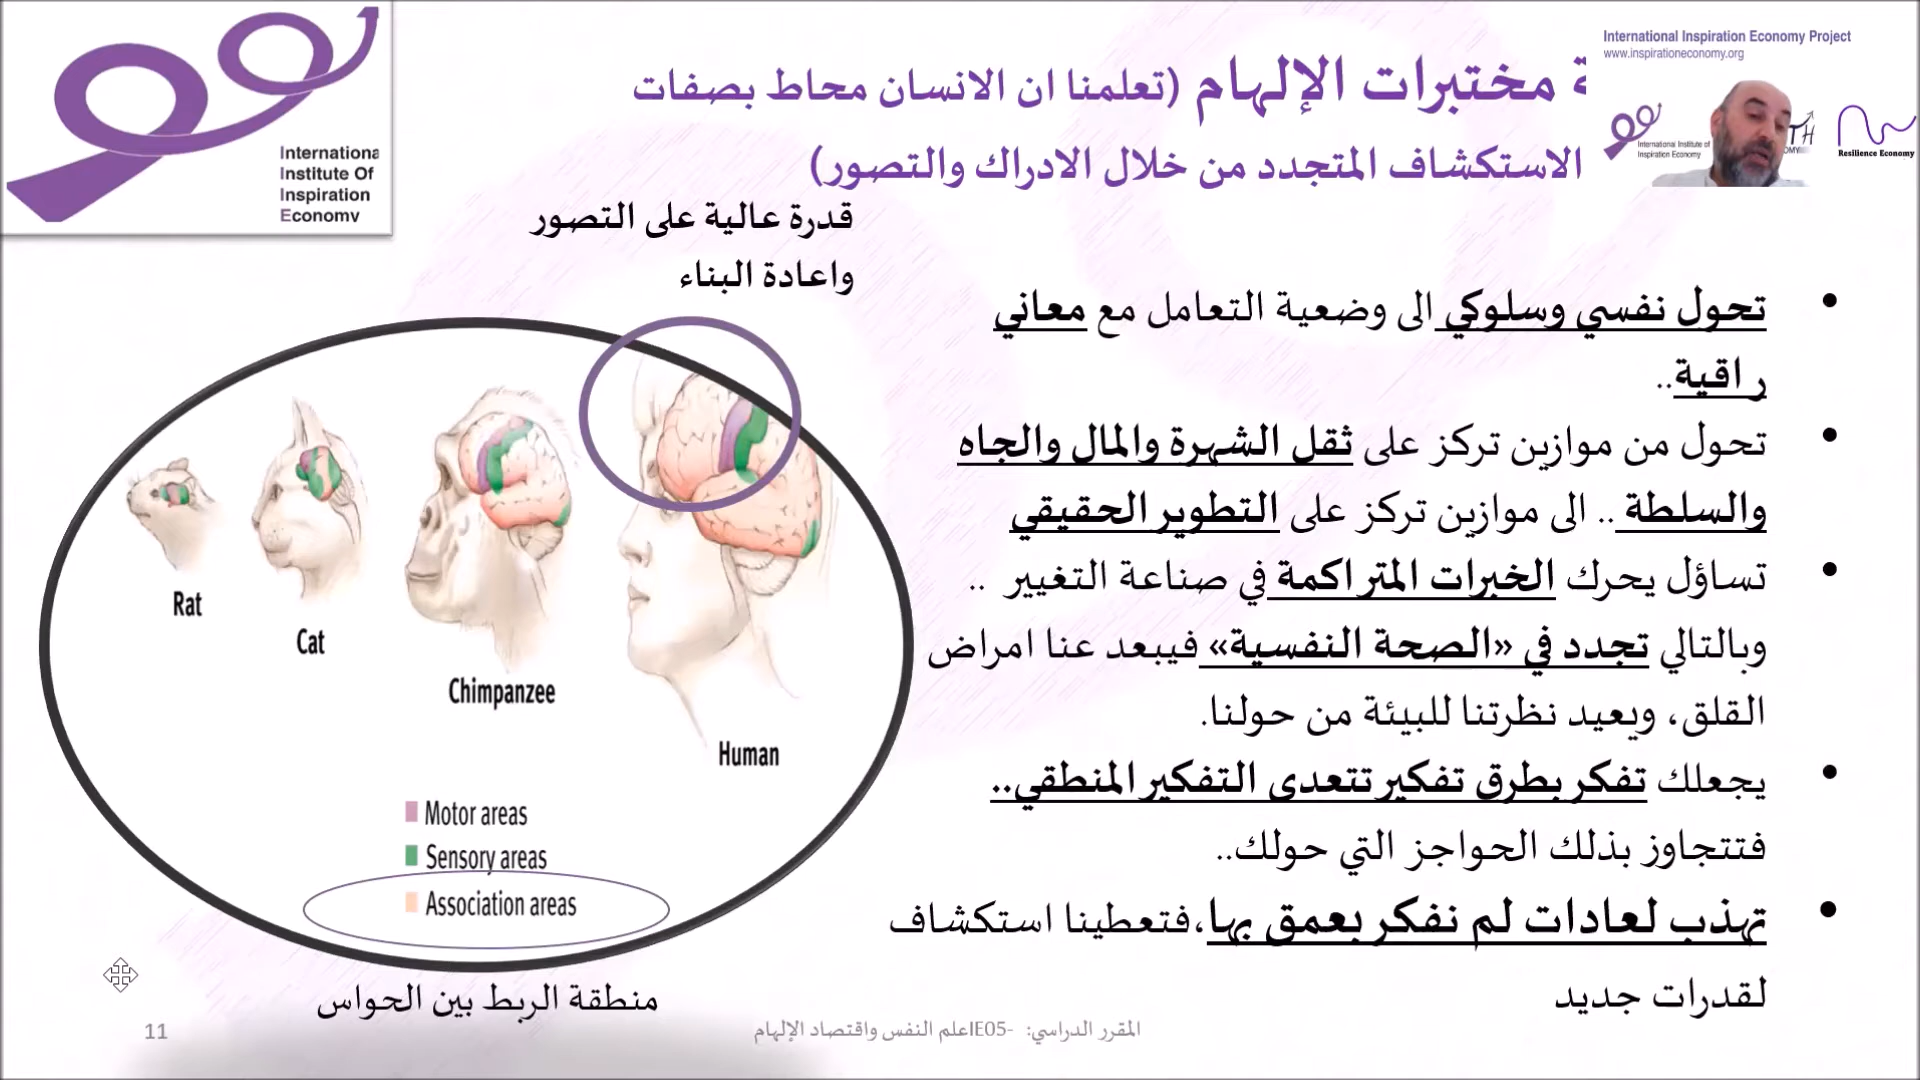 Internationa
Institute Of
Inspiration
Economy
International Inspiration Economy Project
www.inspirationeconomy.org
International Institute of
Inspiration Economy
Resilience Economy
ة مختبرات الإلهام (تعلمنا ان الانسان محاط بصفات
الاستكشاف المتجدد من خلال الادراك والتصور)
قدرة عالية على التصور
واعادة البناء
• تحول نفسي وسلوكي الى وضعية التعامل مع معاني
راقية..
• تحول من موازين تركز على ثقل الشهرة والمال والجاه
والسلطة .. الى موازين تركز على التطوير الحقيقي
• تساؤل يحرك الخبرات المتراكمة في صناعة التغيير ..
وبالتالي تجدد في «الصحة النفسية» فيبعد عنا امراض
القلق، ويعيد نظرتنا للبيئة من حولنا.
• يجعلك تفكر بطرق تفكير تتعدى التفكير المنطقي..
فتتجاوز بذلك الحواجز التي حولك..
• تهذب لعادات لم نفكر بعمق بها،فتعطينا استكشاف
لقدرات جديد
Rat
Cat
Chimpanzee
Human
Motor areas
Sensory areas
Association areas
منطقة الربط بين الحواس
المقرر الدراسي: -IE05علم النفس واقتصاد الإلهام
11